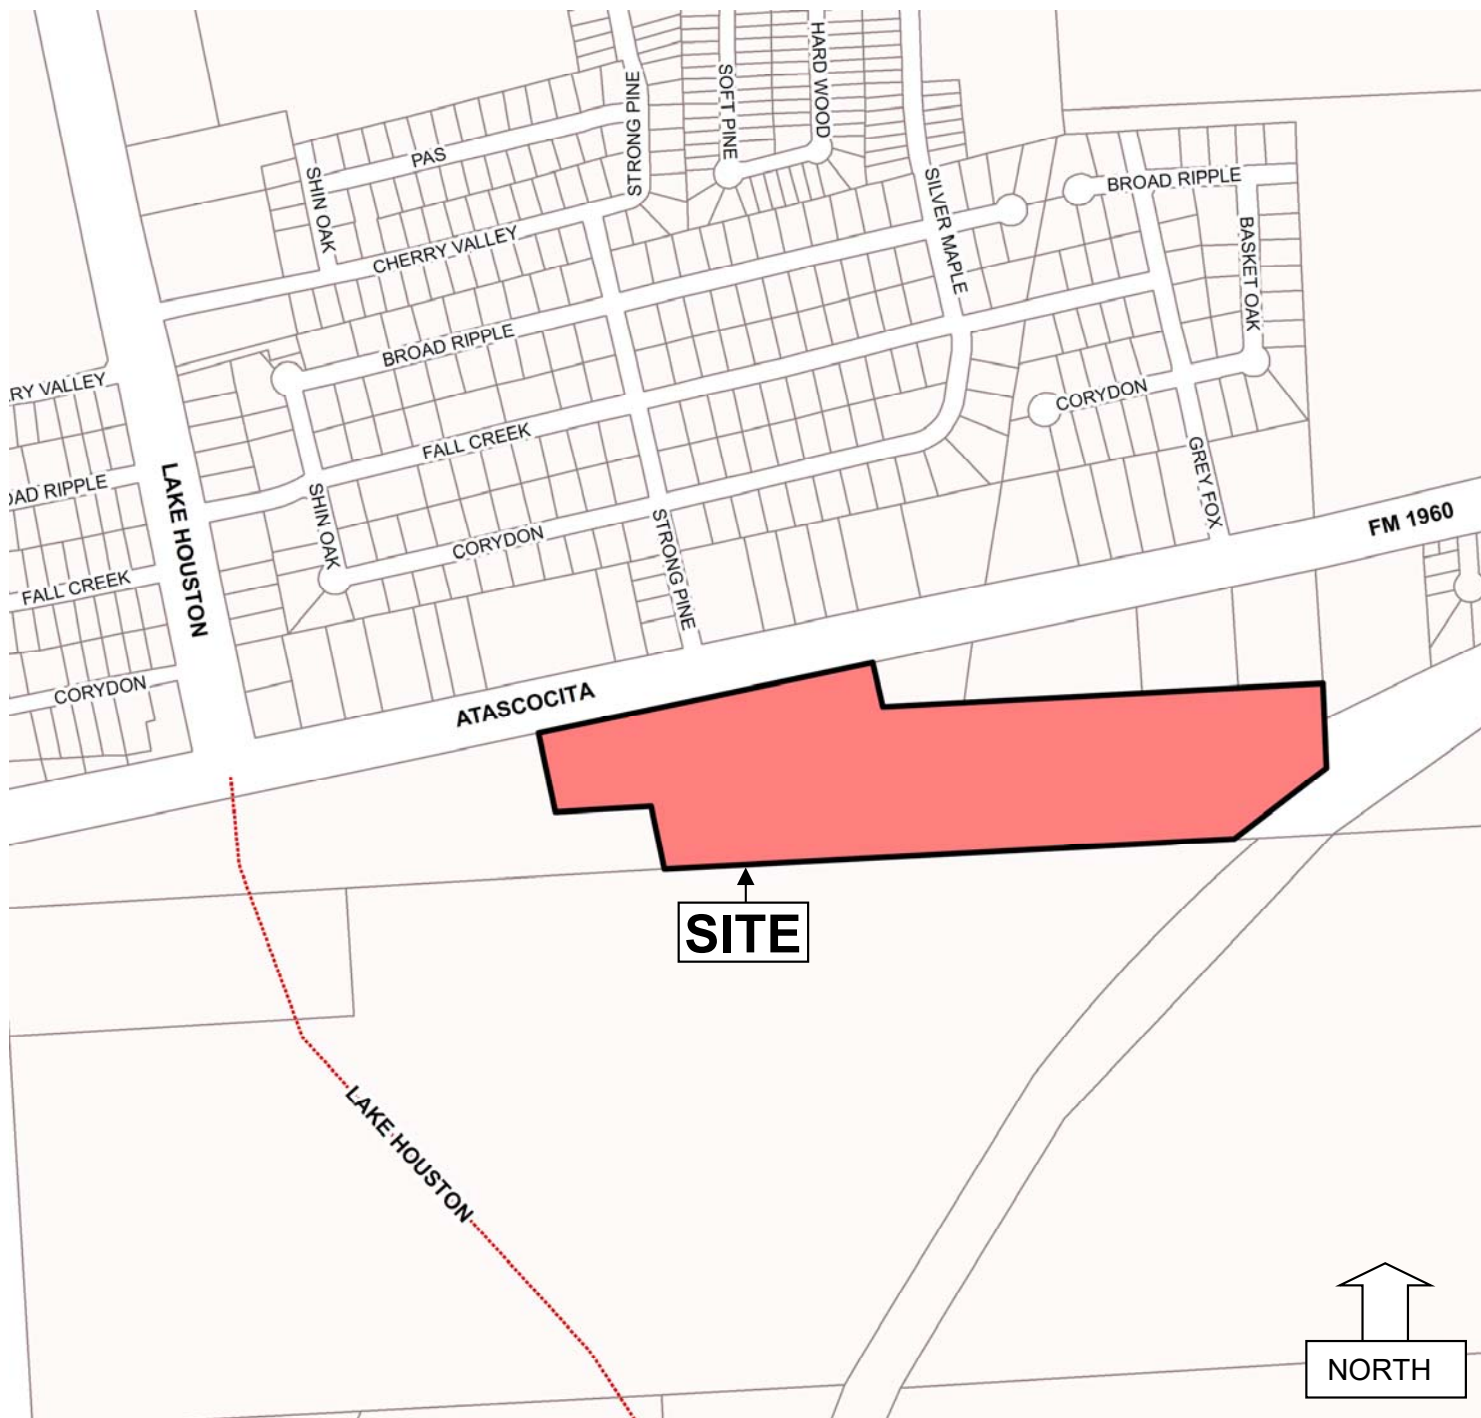 HARD WOOD
SOFT PINE
STRONG PINE
PAS
SHIN OAK
SILVER MAPLE
BROAD RIPPLE
BASKET OAK
CHERRY VALLEY
BROAD RIPPLE
RY VALLEY
CORYDON
FALL CREEK
GREY FOX
LAKE HOUSTON
OAD RIPPLE
SHIN OAK
FM 1960
CORYDON
STRONG PINE
FALL CREEK
CORYDON
ATASCOCITA
SITE
LAKE HOUSTON
NORTH